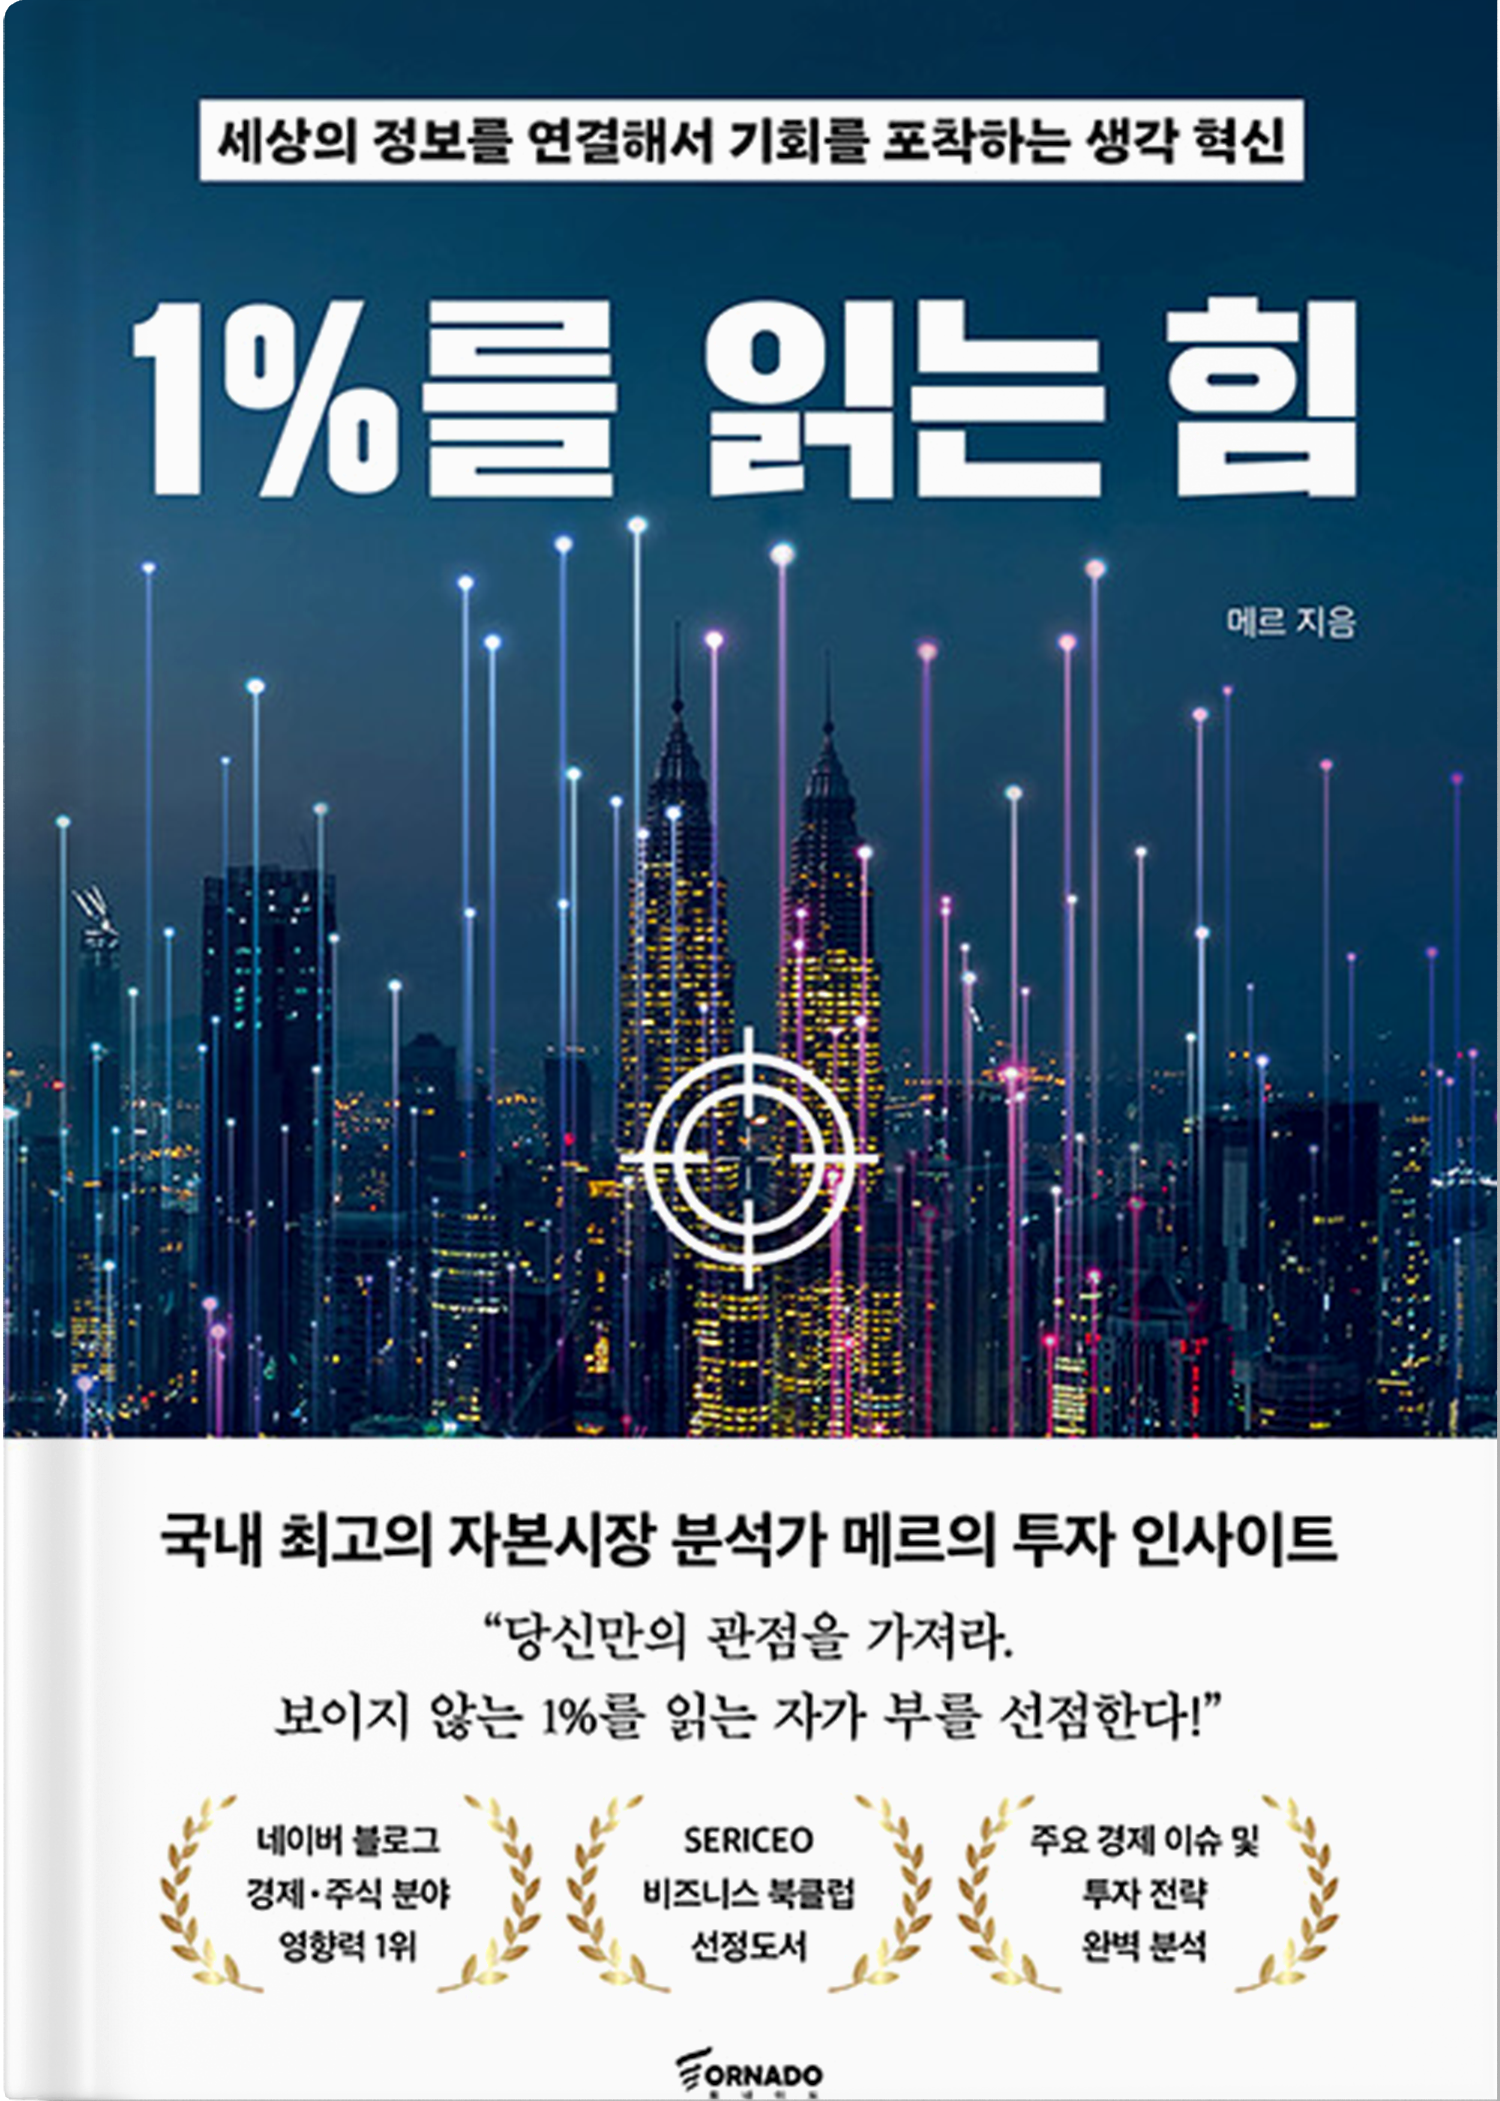 세상의 정보를 연결해서 기회를 포착하는 생각 혁신
1%를 읽는 힘
메르 지음
국내 최고의 자본시장 분석가 메르의 투자 인사이트
“당신만의 관점을 가져라.
보이지 않는 1%를 읽는 자가 부를 선점한다!”
네이버 블로그
경제·주식 분야
영향력 1위
SERICEO
비즈니스 북클럽
선정도서
주요 경제 이슈 및
투자 전략
완벽 분석
TORNADO